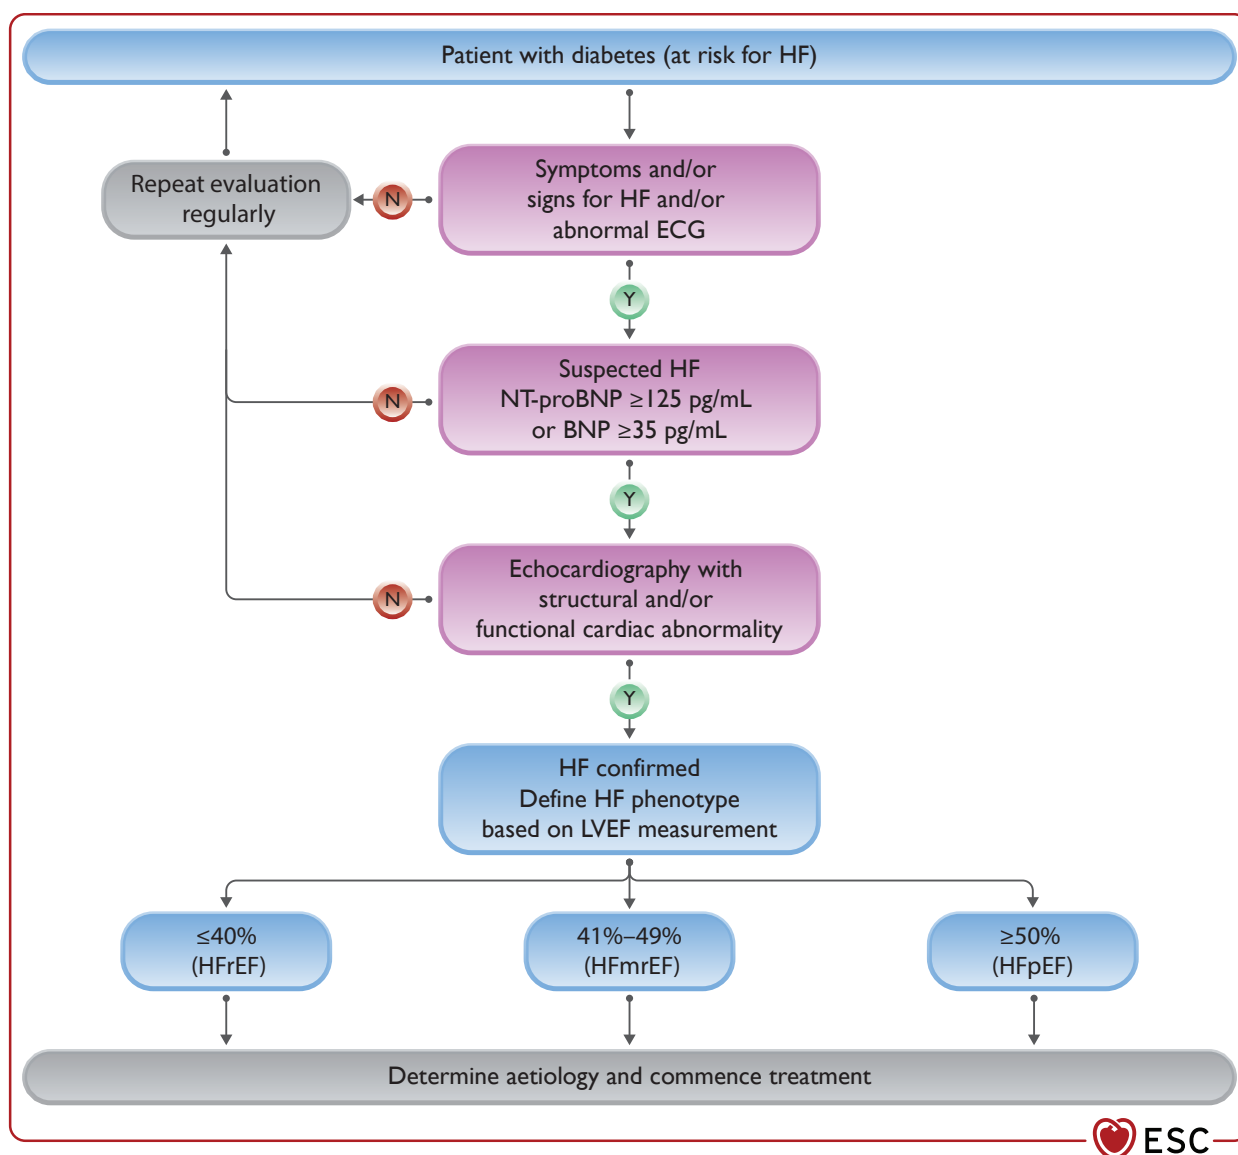 Patient with diabetes (at risk for HF)
Symptoms and/or
signs for HF and/or
abnormal ECG
N
Repeat evaluation
regularly
Y
Suspected HF
NT-proBNP ≥125 pg/mL
or BNP ≥35 pg/mL
N
Y
Echocardiography with
structural and/or
functional cardiac abnormality
N
Y
HF confirmed
Define HF phenotype
based on LVEF measurement
≤40%
(HFrEF)
41%–49%
(HFmrEF)
≥50%
(HFpEF)
Determine aetiology and commence treatment
ESC